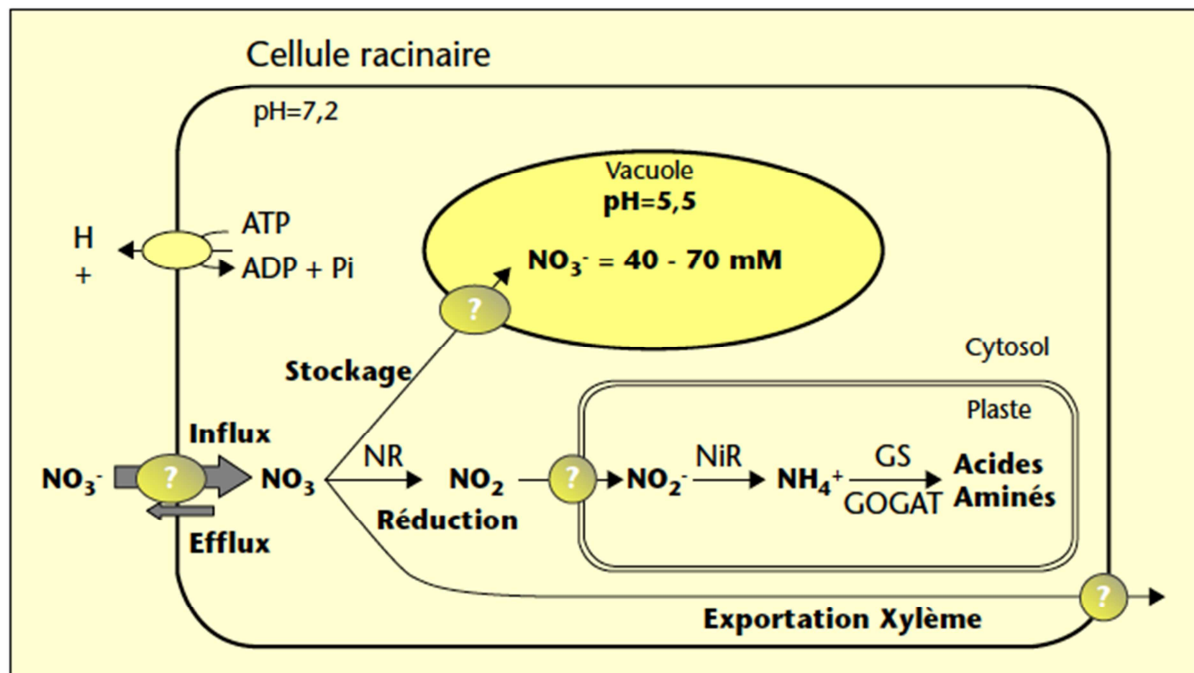 Cellule racinaire
pH=7,2
Vacuole
pH=5,5
NO₃⁻ = 40 - 70 mM
?
H
+
ATP
ADP + Pi
Stockage
Cytosol
Plaste
Influx
NO₃⁻ ? NO₃ NR NO₂ ? NO₂⁻ NiR NH₄⁺ GS Acides
Réduction GOGAT Aminés
Efflux
?
Exportation Xylème